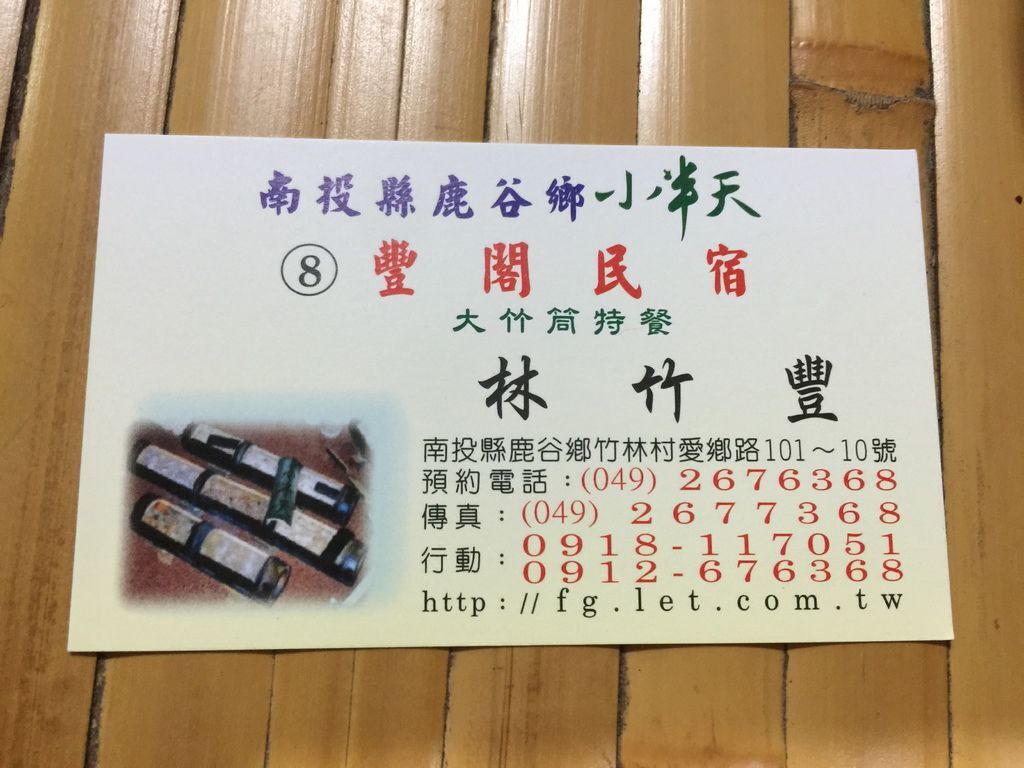 南投縣鹿谷鄉小半天
⑧ 豐閣民宿
大竹筒特餐
林竹豐
南投縣鹿谷鄉竹林村愛鄉路101～10號
預約電話：(049) 2676368
傳真：(049) 2677368
行動：0918-117051
0912-676368
http：//fg.let.com.tw